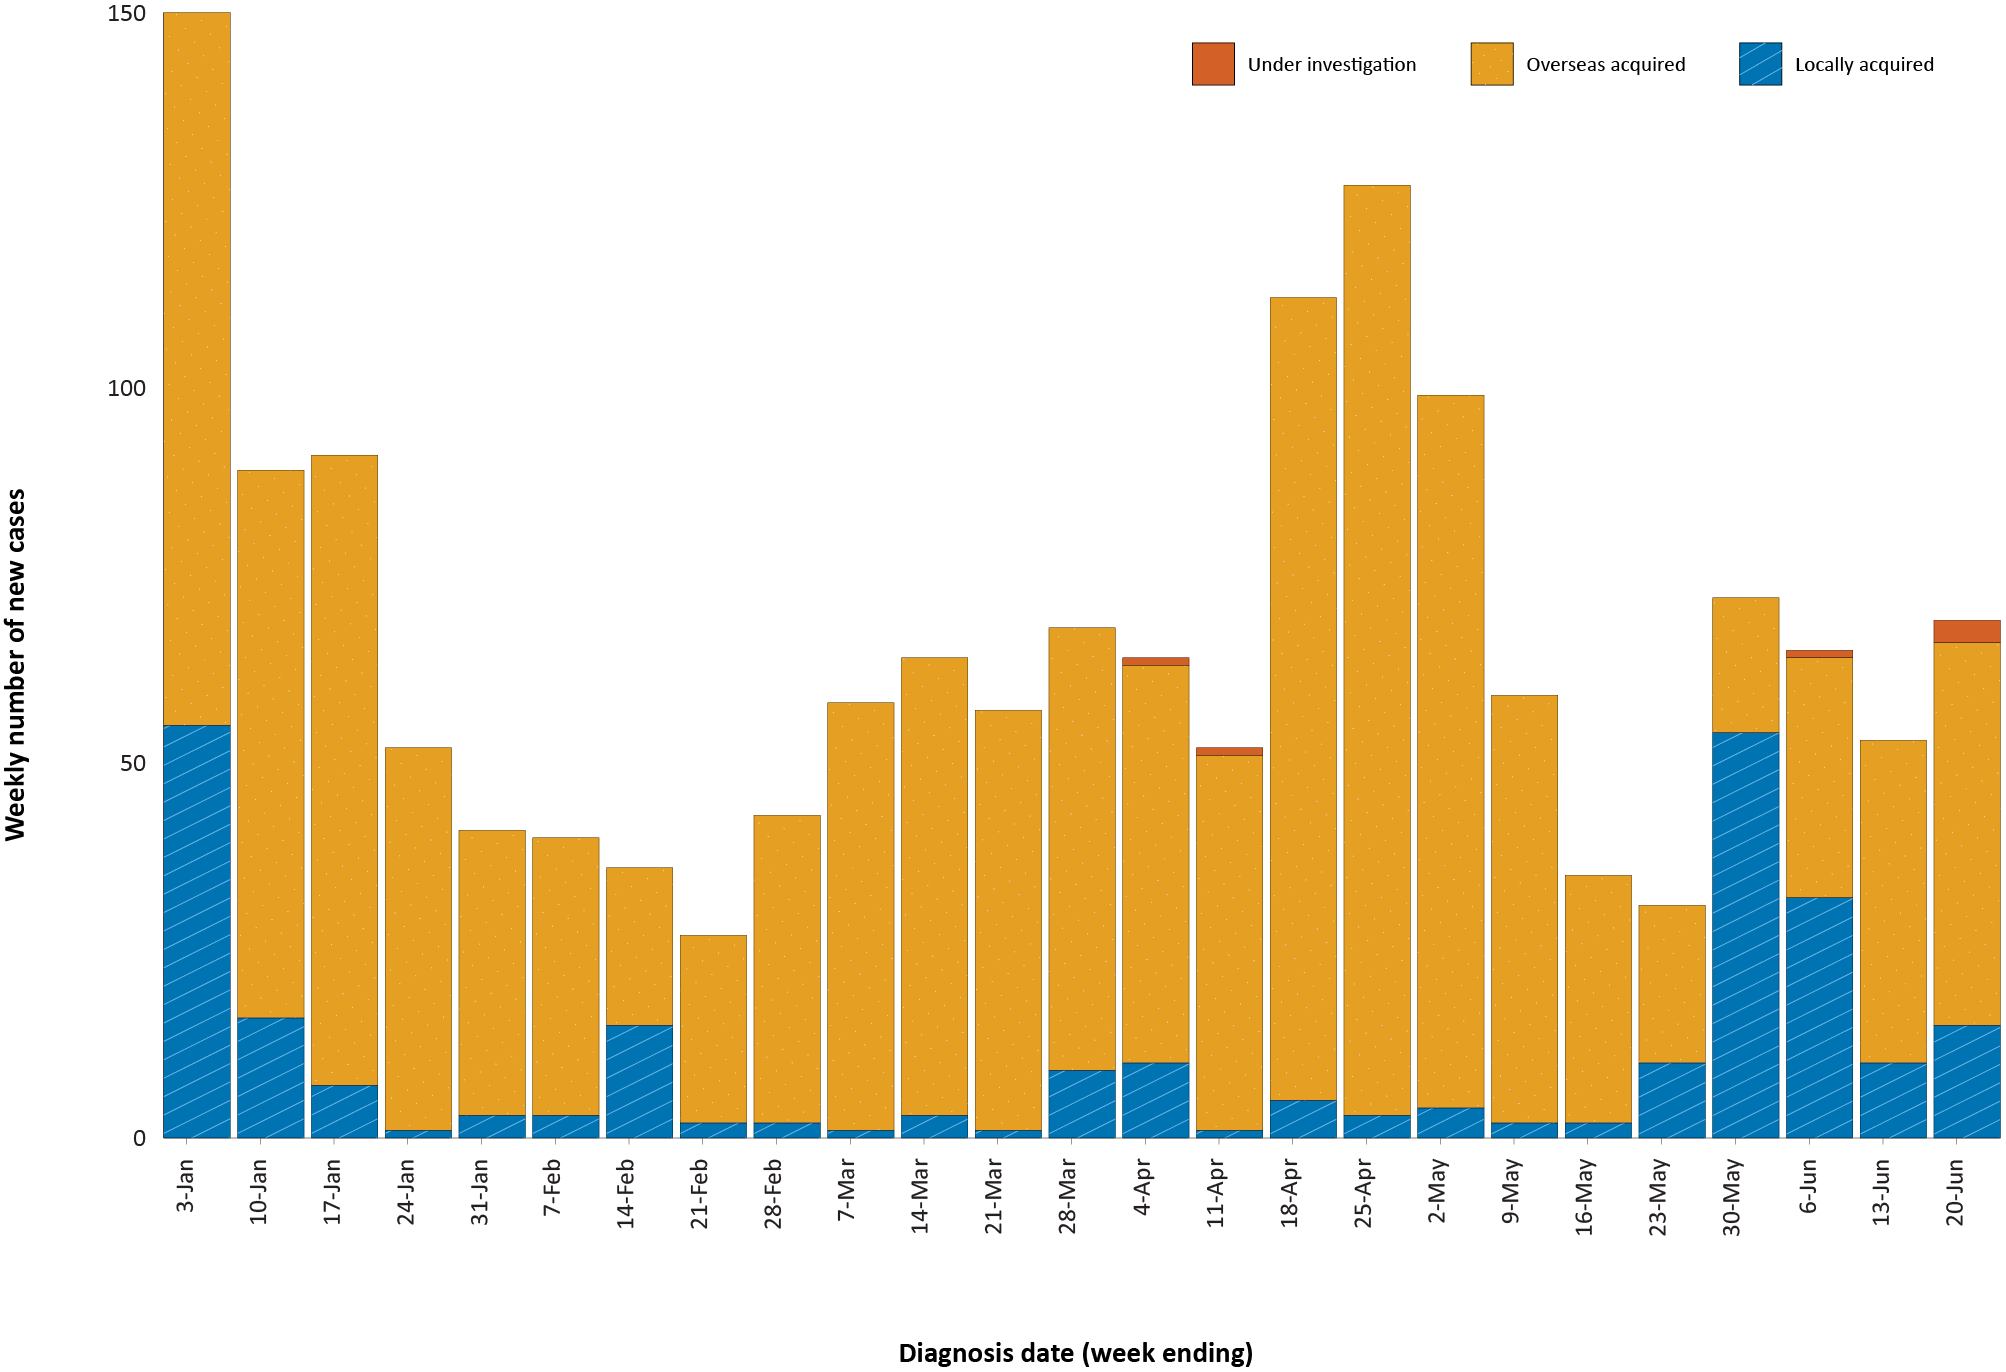 150
100
50
0
Weekly number of new cases
Under investigation
Overseas acquired
Locally acquired
3-Jan
10-Jan
17-Jan
24-Jan
31-Jan
7-Feb
14-Feb
21-Feb
28-Feb
7-Mar
14-Mar
21-Mar
28-Mar
4-Apr
11-Apr
18-Apr
25-Apr
2-May
9-May
16-May
23-May
30-May
6-Jun
13-Jun
20-Jun
Diagnosis date (week ending)